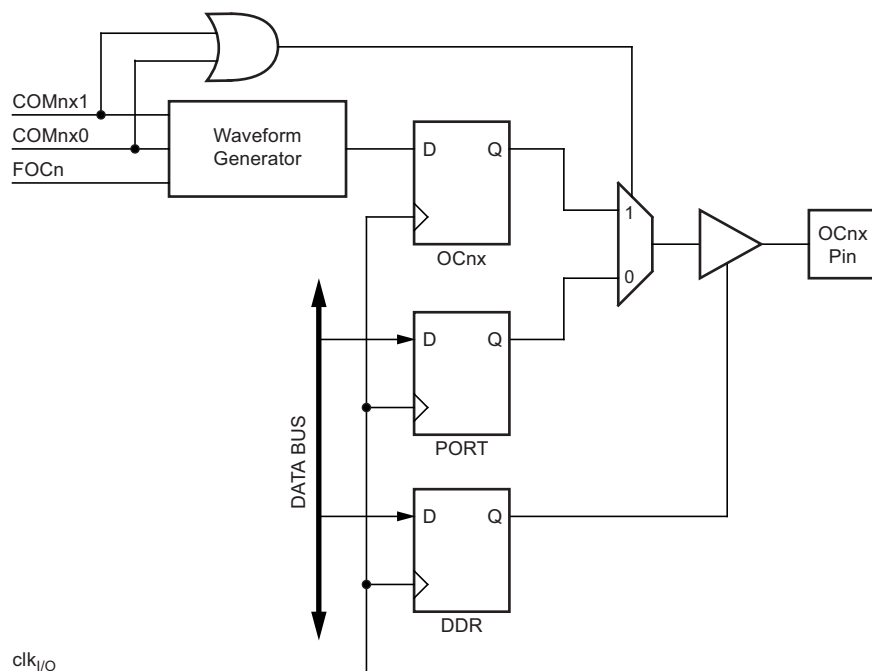 COMnx1
COMnx0
FOCn
Waveform
Generator
D
Q
OCnx
1
0
OCnx
Pin
D
Q
PORT
DATA BUS
D
Q
DDR
clkI/O